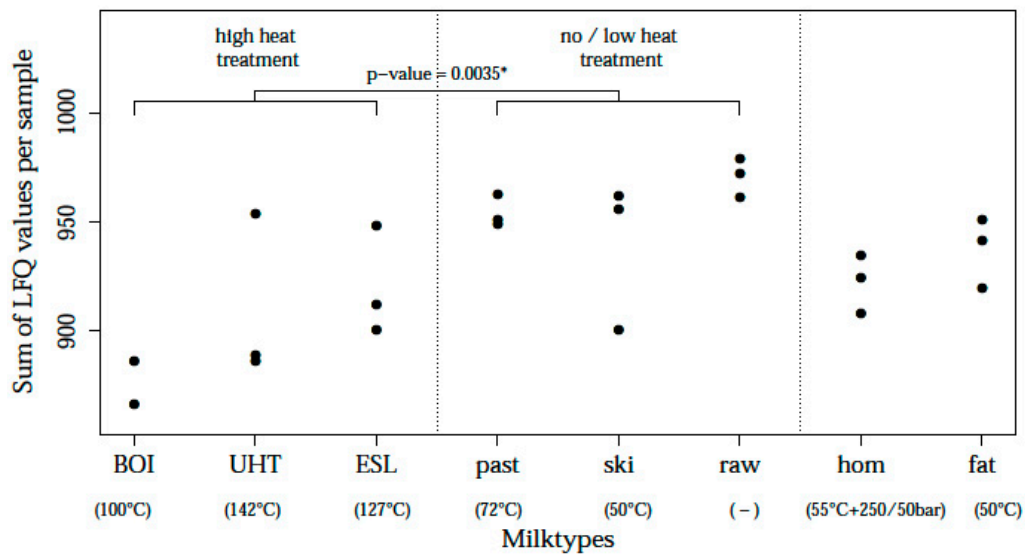 high heat
treatment
no / low heat
treatment
p-value = 0.0035*
Sum of LFQ values per sample
1000
950
900
BOI UHT ESL past ski raw hom fat
(100°C) (142°C) (127°C) (72°C) (50°C) (-) (55°C+250/50bar) (50°C)
Milktypes